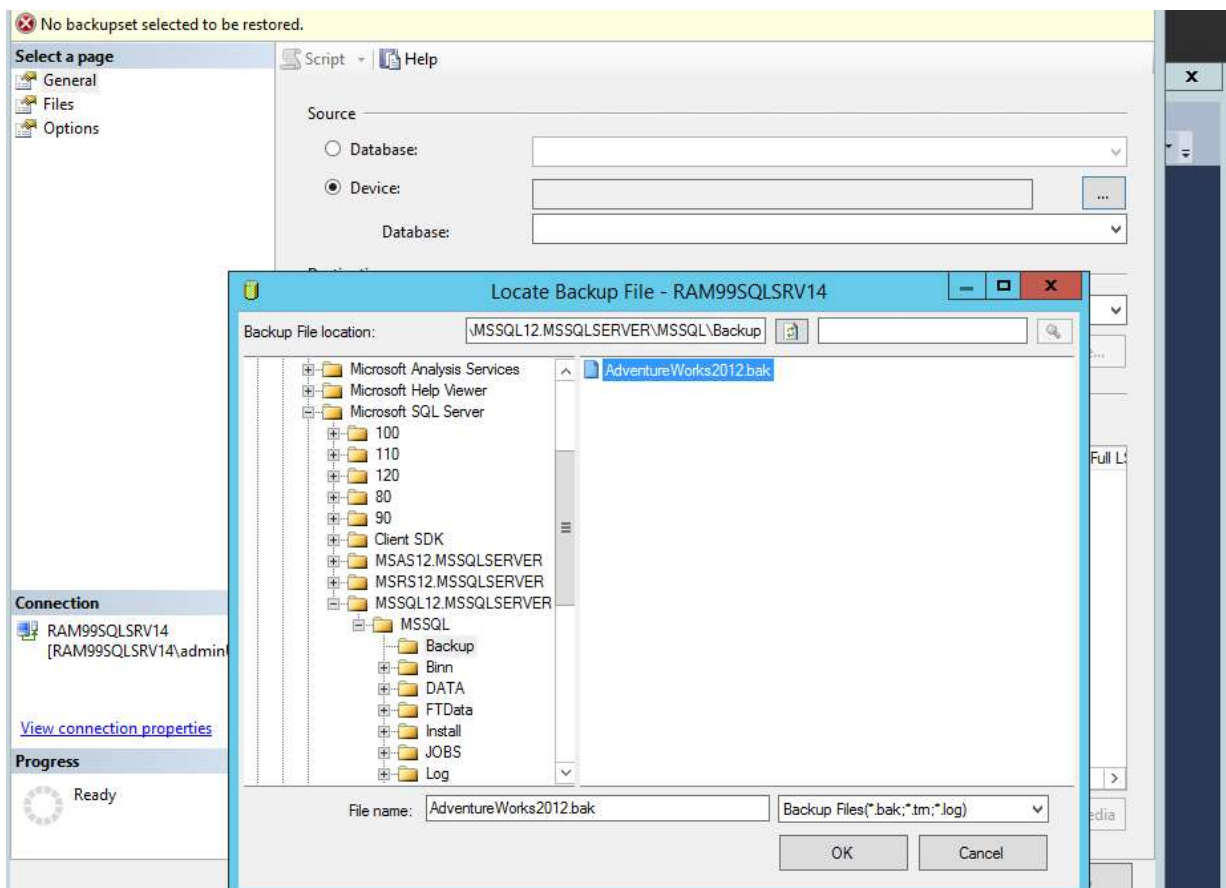 No backupset selected to be restored.
Select a page
General
Files
Options
Script Help
Source
Database:
Device:
...
Database:
Locate Backup File - RAM99SQLSRV14
Backup File location: \MSSQL12.MSSQLSERVER\MSSQL\Backup
Microsoft Analysis Services
Microsoft Help Viewer
Microsoft SQL Server
100
110
120
80
90
Client SDK
MSAS12.MSSQLSERVER
MSRS12.MSSQLSERVER
MSSQL12.MSSQLSERVER
MSSQL
Backup
Binn
DATA
FTData
Install
JOBS
Log
AdventureWorks2012.bak
Full
File name: AdventureWorks2012.bak Backup Files(*.bak;*.trn;*.log)
OK Cancel
Connection
RAM99SQLSRV14
[RAM99SQLSRV14\admin
View connection properties
Progress
Ready